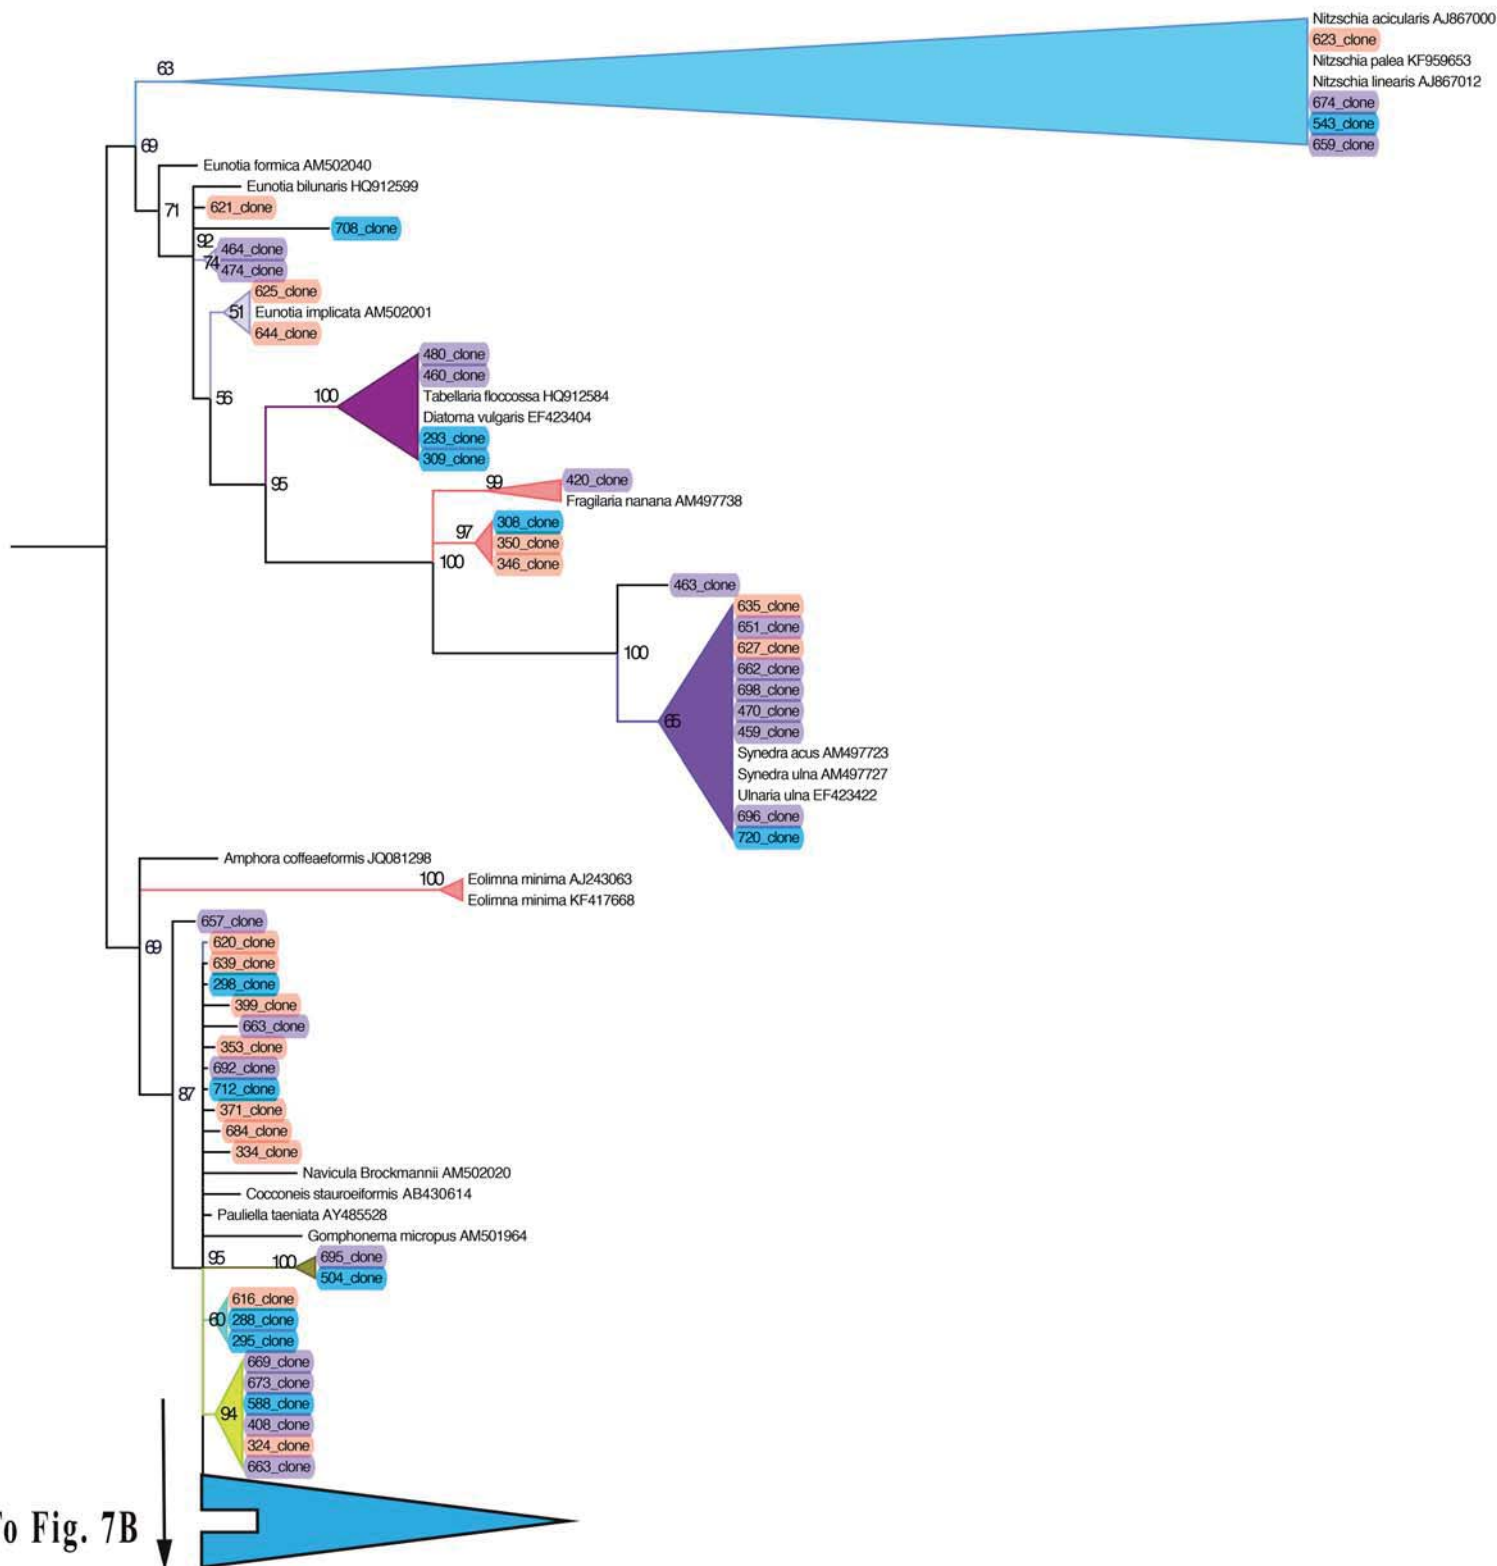 Nitzschia acicularis AJ867000
623_clone
63
Nitzschia palea KF959653
Nitzschia linearis AJ867012
674_clone
543_clone
659_clone
69
Eunotia formica AM502040
Eunotia bilunaris HQ912599
71
621_clone
708_clone
92
464_clone
74
474_clone
625_clone
51
Eunotia implicata AM502001
644_clone
480_clone
460_clone
100
56
Tabellaria floccossa HQ912584
Diatoma vulgaris EF423404
293_clone
309_clone
95
99
420_clone
Fragilaria nanana AM497738
308_clone
97
350_clone
100
346_clone
463_clone
635_clone
651_clone
627_clone
100
662_clone
698_clone
470_clone
65
459_clone
Synedra acus AM497723
Synedra ulna AM497727
Ulnaria ulna EF423422
696_clone
720_clone
Amphora coffeaeformis JQ081298
100
Eolimna minima AJ243063
Eolimna minima KF417668
657_clone
69
620_clone
639_clone
298_clone
399_clone
663_clone
353_clone
692_clone
87
712_clone
371_clone
684_clone
334_clone
Navicula Brockmannii AM502020
Cocconeis stauroeiformis AB430614
Pauliella taeniata AY485528
Gomphonema micropus AM501964
95
100
695_clone
504_clone
616_clone
60
288_clone
295_clone
669_clone
673_clone
588_clone
94
408_clone
324_clone
663_clone
To Fig. 7B